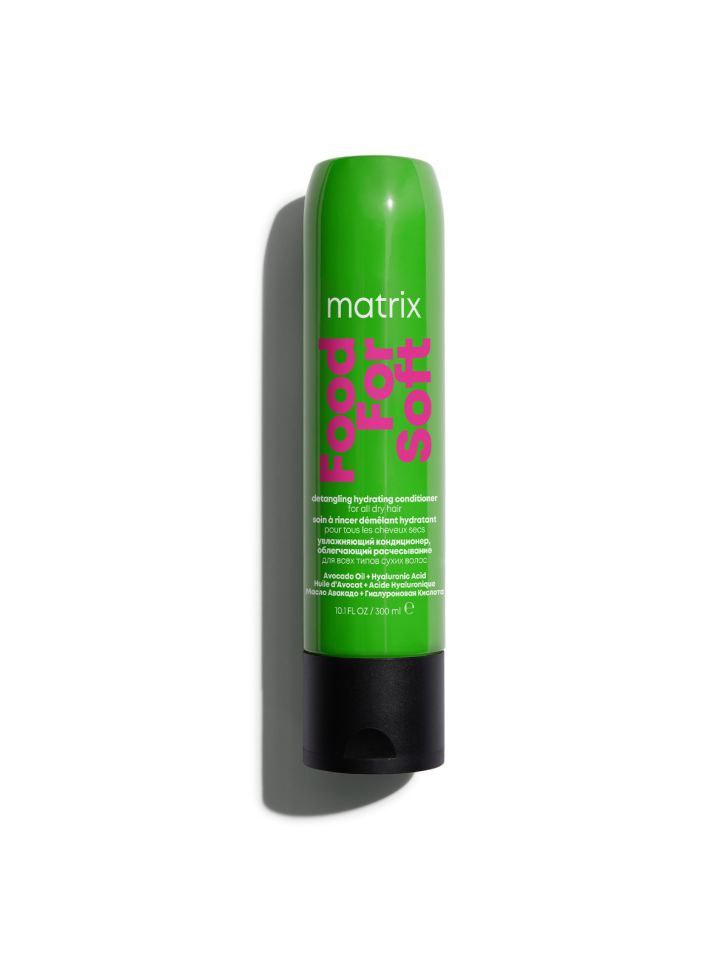 matrix
Food
For
Soft
detangling hydrating conditioner
for all dry hair
soin à rincer démêlant hydratant
pour tous les cheveux secs
увлажняющий кондиционер,
облегчающий расчесывание
для всех типов сухих волос
Avocado Oil + Hyaluronic Acid
Huile d'Avocat + Acide Hyaluronique
Масло Авакадо + Гиалуроновая Кислота
10.1 FL OZ / 300 ml ℮